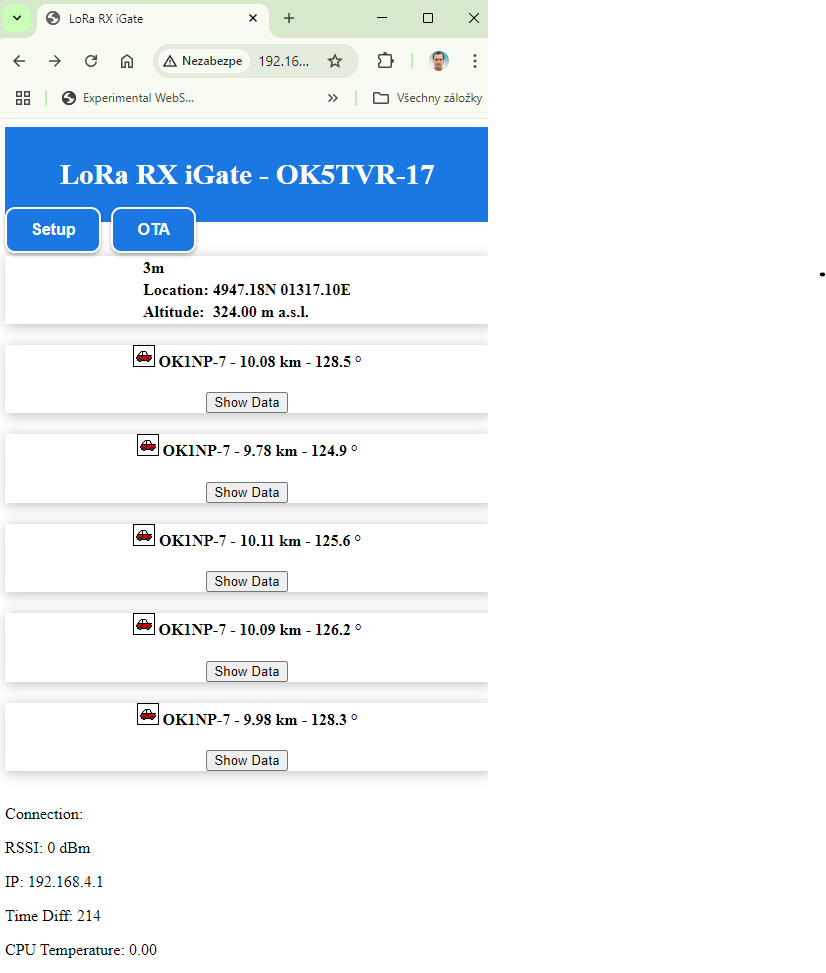 LoRa RX iGate
Nezabezpe
192.16...
Experimental WebS...
Všechny záložky
LoRa RX iGate - OK5TVR-17
Setup
OTA
3m
Location: 4947.18N 01317.10E
Altitude: 324.00 m a.s.l.
OK1NP-7 - 10.08 km - 128.5 °
Show Data
OK1NP-7 - 9.78 km - 124.9 °
Show Data
OK1NP-7 - 10.11 km - 125.6 °
Show Data
OK1NP-7 - 10.09 km - 126.2 °
Show Data
OK1NP-7 - 9.98 km - 128.3 °
Show Data
Connection:
RSSI: 0 dBm
IP: 192.168.4.1
Time Diff: 214
CPU Temperature: 0.00